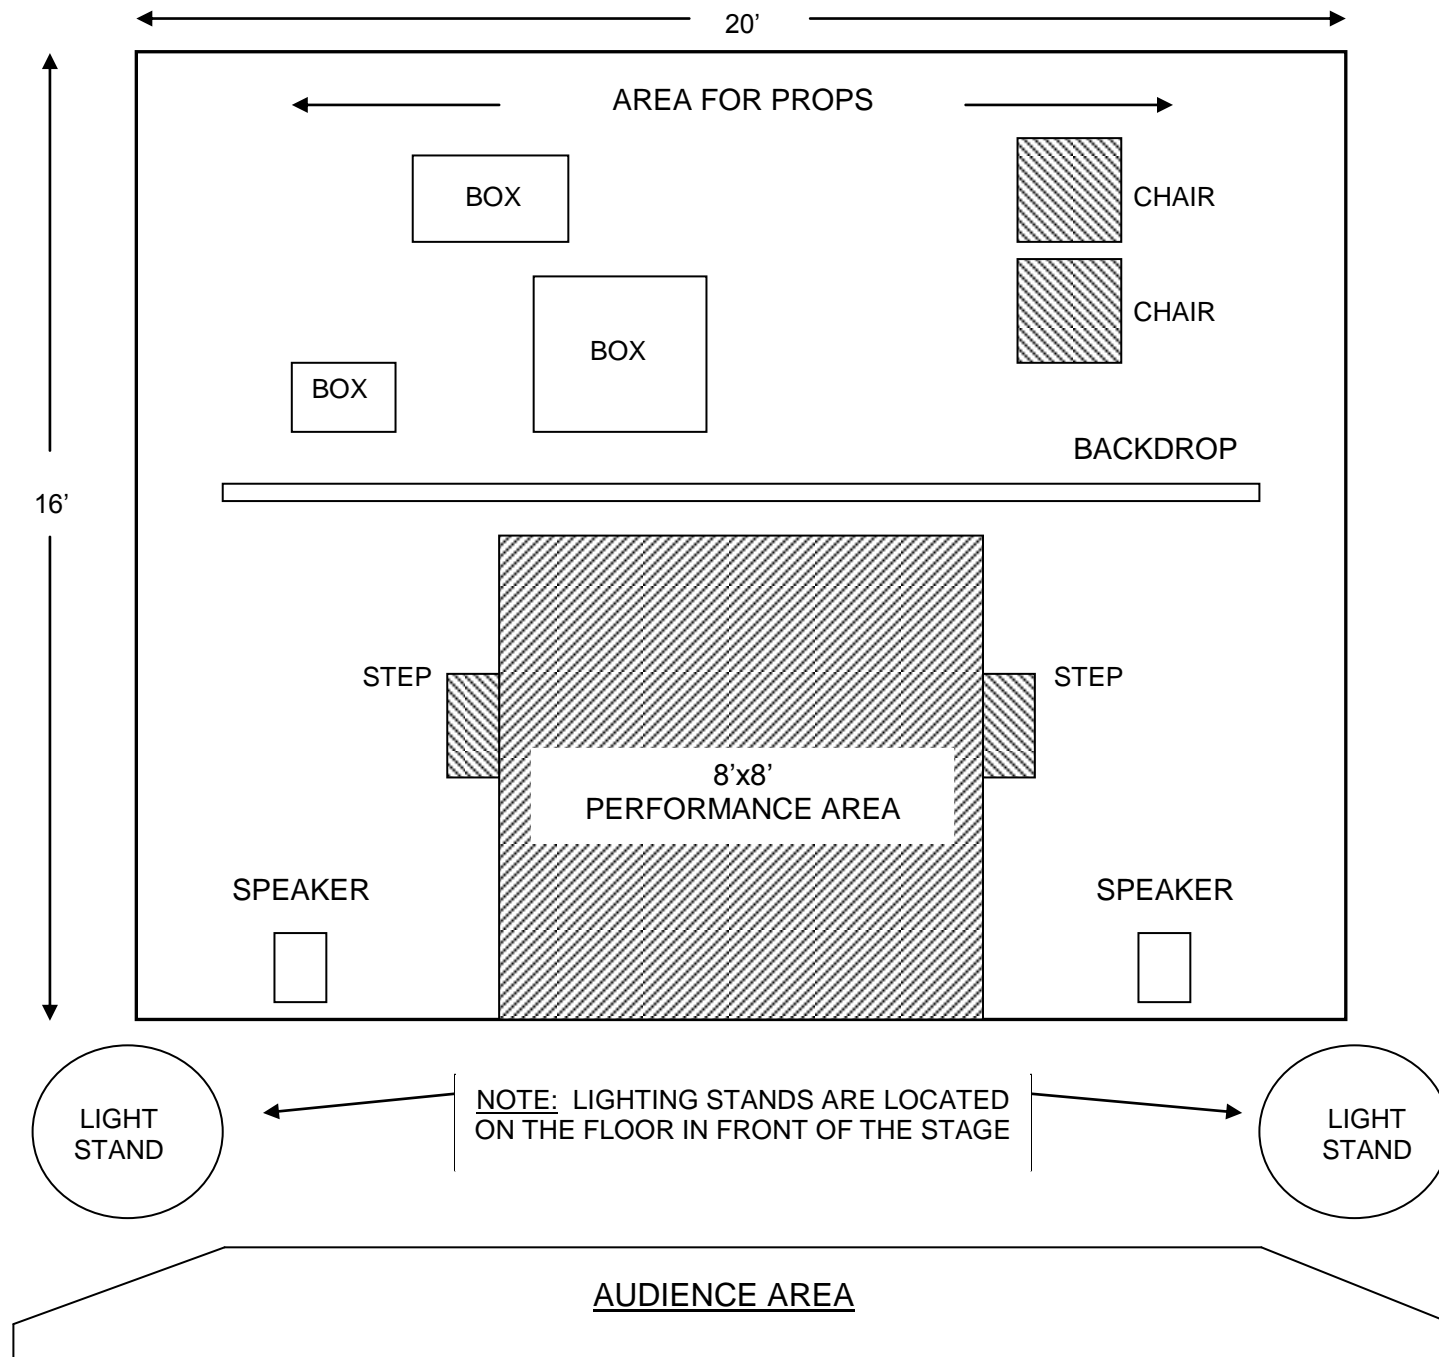 20’
AREA FOR PROPS
BOX
CHAIR
CHAIR
BOX
BOX
BACKDROP
16’
STEP
STEP
8’x8’
PERFORMANCE AREA
SPEAKER
SPEAKER
LIGHT
STAND
NOTE: LIGHTING STANDS ARE LOCATED
ON THE FLOOR IN FRONT OF THE STAGE
LIGHT
STAND
AUDIENCE AREA